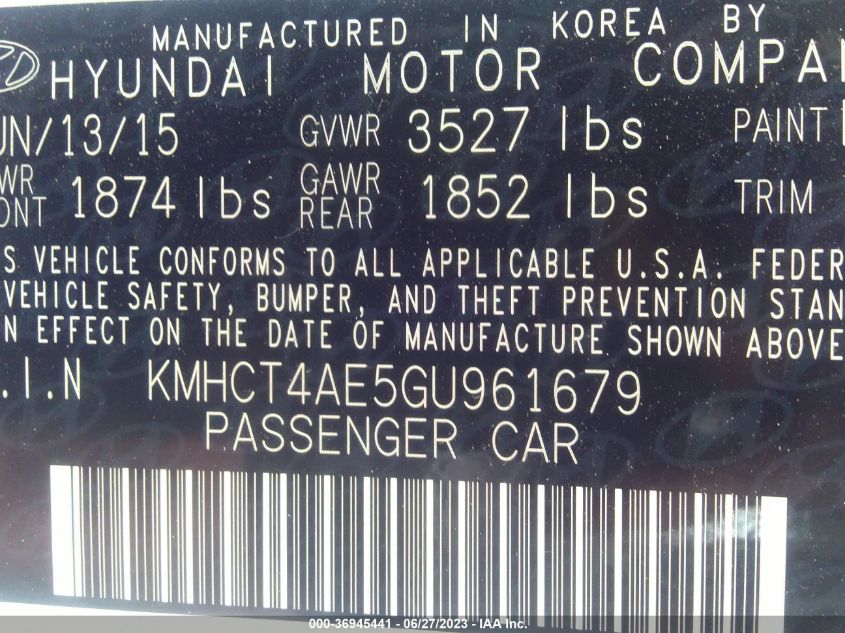 MANUFACTURED IN KOREA BY
HYUNDAI MOTOR COMPA
UN/13/15 GVWR 3527 lbs PAINT
WR 1874 lbs GAWR 1852 lbs TRIM
ONT REAR
S VEHICLE CONFORMS TO ALL APPLICABLE U.S.A. FEDER
VEHICLE SAFETY, BUMPER, AND THEFT PREVENTION STAN
N EFFECT ON THE DATE OF MANUFACTURE SHOWN ABOVE
.I.N KMHCT4AE5GU961679
PASSENGER CAR
000-36945441 - 06/27/2023 - IAA Inc.